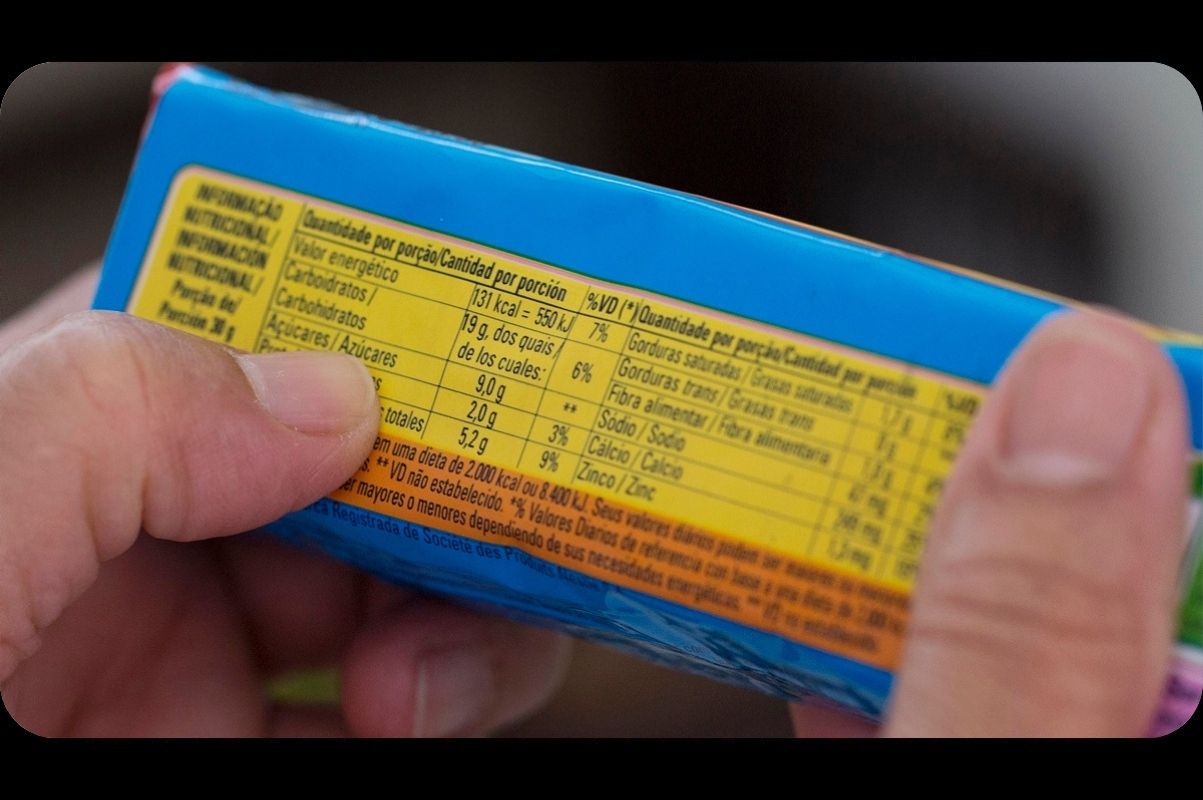 INFORMAÇÃO
NUTRICIONAL/
INFORMACIÓN
NUTRICIONAL/
Porção de/
Porción 30 g
Quantidade por porção/Cantidad por porción %VD (*)
Valor energético 131 kcal = 550 kJ 7%
Carboidratos / Carbohidratos 19 g, dos quais/ de los cuales: 6%
Açúcares / Azúcares 9,0 g **
2,0 g 3%
totales 5,2 g 9%
Quantidade por porção/Cantidad por porción
Gorduras saturadas / Grasas saturadas
Gorduras trans / Grasas trans
Fibra alimentar / Fibra alimentaria
Sódio / Sodio
Cálcio / Calcio
Zinco / Zinc
em uma dieta de 2.000 kcal ou 8.400 kJ. Seus valores diários podem ser maiores ou
** VD não estabelecido. *% Valores Diarios de referencia con base a una dieta de
mayores o menores dependiendo de sus necesidades energéticas. ** VD no establecido.
Registrada de Société des Produits Nestlé